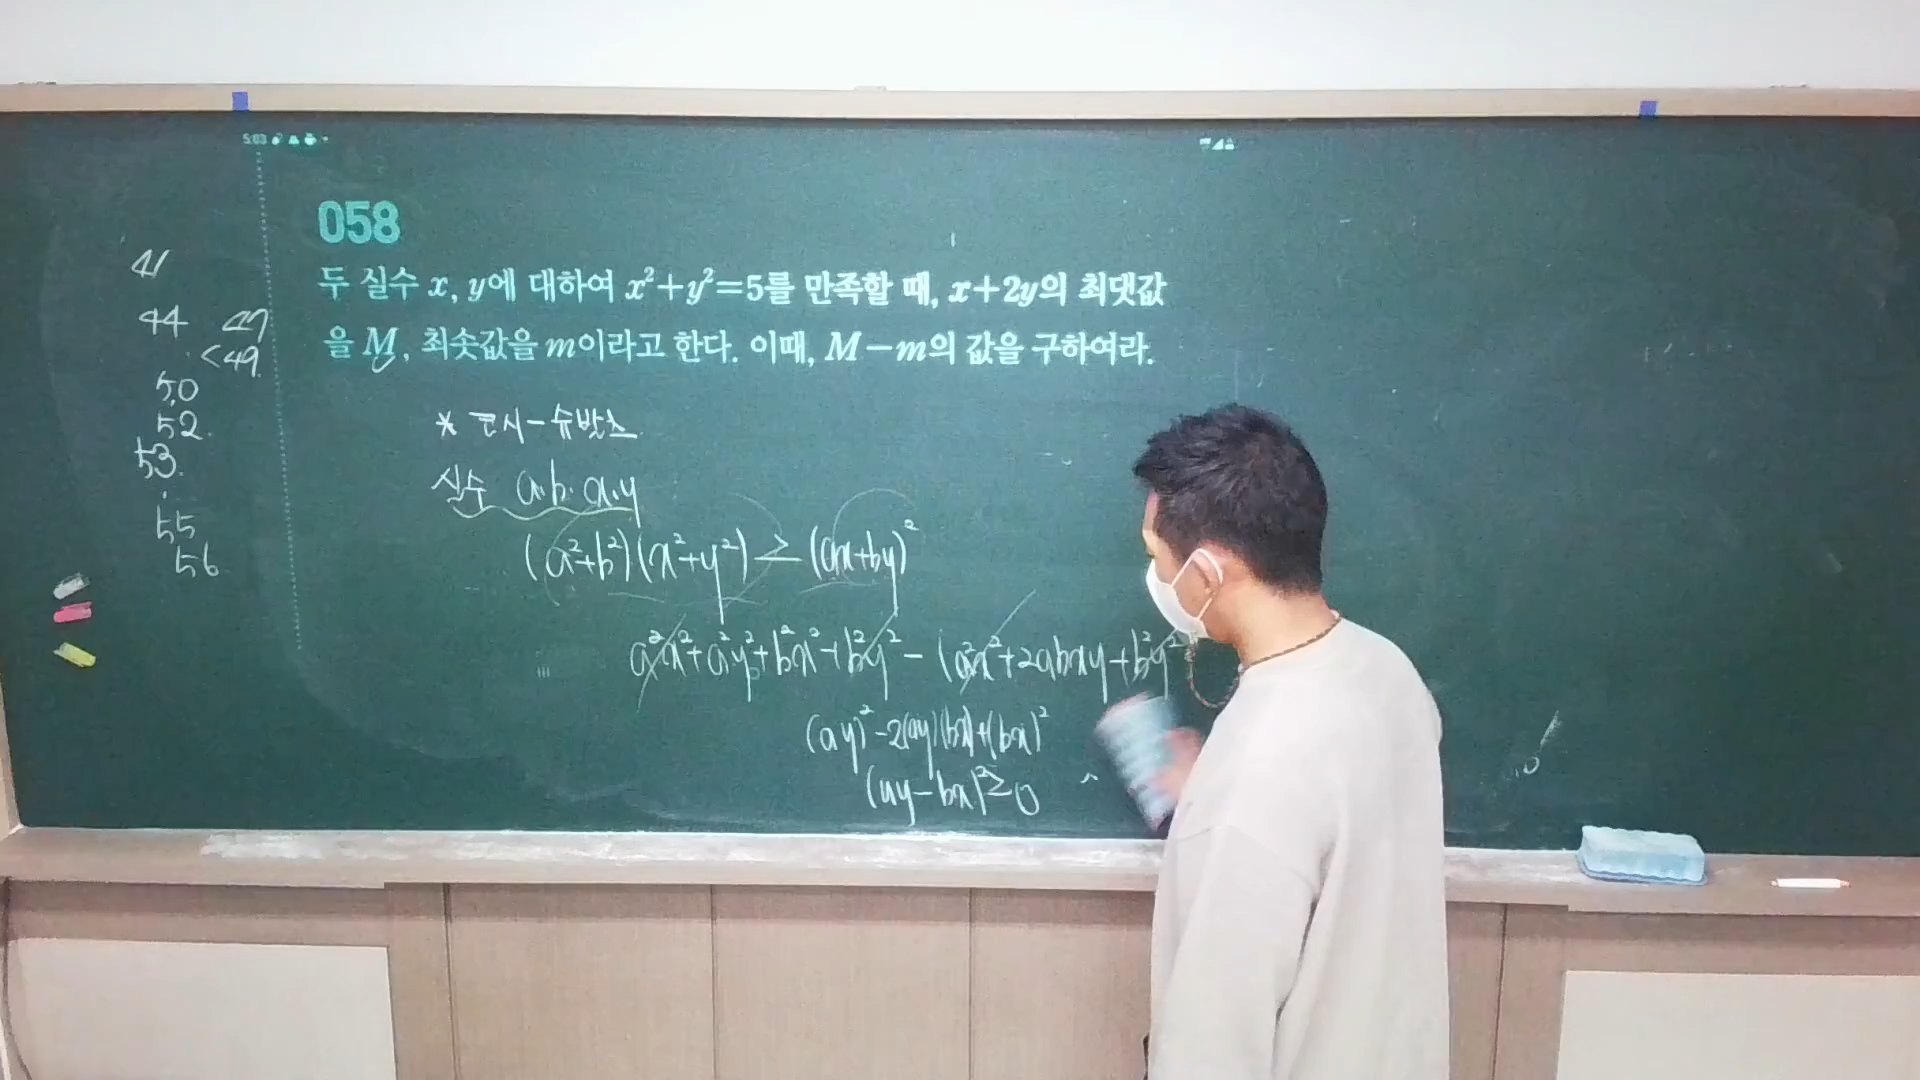 5:03
058
두 실수 x, y에 대하여 x²+y²=5를 만족할 때, x+2y의 최댓값
을 M, 최솟값을 m이라고 한다. 이때, M-m의 값을 구하여라.
41
44 47
<49.
50
52.
53.
55
56
* 코시-슈바츠
실수 a.b. x.y
(a²+b²)(x²+y²) ≥ (ax+by)²
a²x²+a²y²+b²x²+b²y² - (a²x²+2abxy+b²y²
(ay)²-2(ay)(bx)+(bx)²
(ay-bx)²≥0